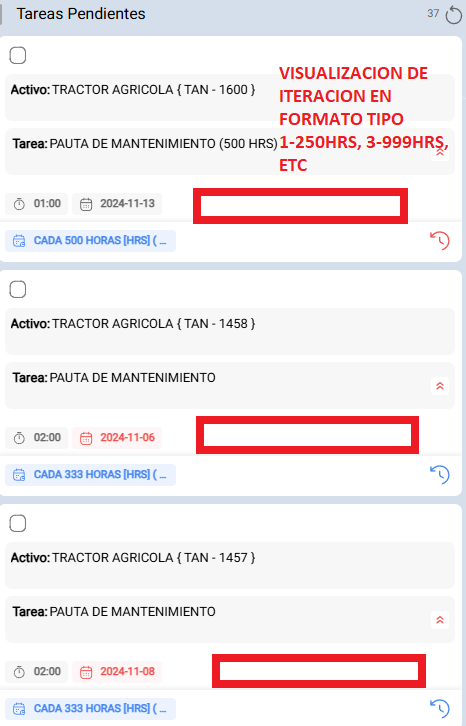 Tareas Pendientes 37
Activo: TRACTOR AGRICOLA { TAN - 1600 }
VISUALIZACION DE
ITERACION EN
FORMATO TIPO
1-250HRS, 3-999HRS,
ETC
Tarea: PAUTA DE MANTENIMIENTO (500 HRS)
01:00 2024-11-13
CADA 500 HORAS [HRS] ( ...
Activo: TRACTOR AGRICOLA { TAN - 1458 }
Tarea: PAUTA DE MANTENIMIENTO
02:00 2024-11-06
CADA 333 HORAS [HRS] ( ...
Activo: TRACTOR AGRICOLA { TAN - 1457 }
Tarea: PAUTA DE MANTENIMIENTO
02:00 2024-11-08
CADA 333 HORAS [HRS] ( ...